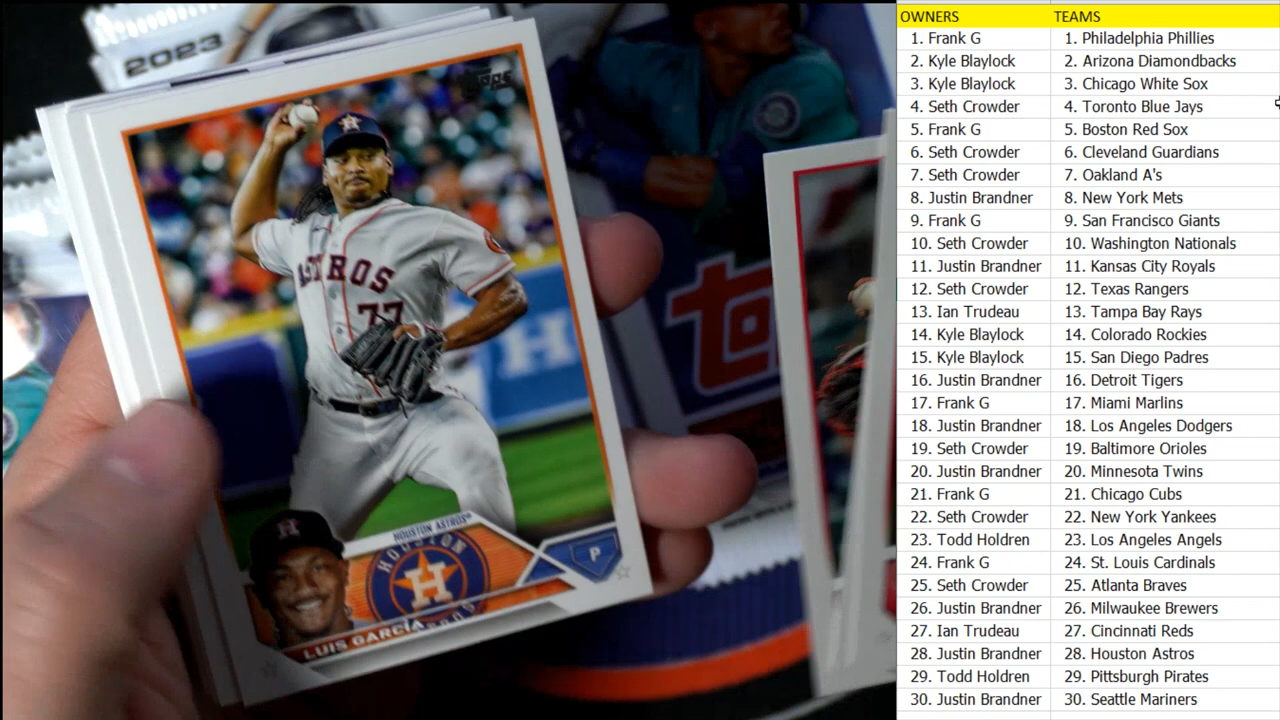 2023
Topps
ASTROS
77
H
HOUSTON ASTROS™
HOUSTON
H
ASTROS
P
LUIS GARCIA
to
OWNERS TEAMS
1. Frank G 1. Philadelphia Phillies
2. Kyle Blaylock 2. Arizona Diamondbacks
3. Kyle Blaylock 3. Chicago White Sox
4. Seth Crowder 4. Toronto Blue Jays
5. Frank G 5. Boston Red Sox
6. Seth Crowder 6. Cleveland Guardians
7. Seth Crowder 7. Oakland A's
8. Justin Brandner 8. New York Mets
9. Frank G 9. San Francisco Giants
10. Seth Crowder 10. Washington Nationals
11. Justin Brandner 11. Kansas City Royals
12. Seth Crowder 12. Texas Rangers
13. Ian Trudeau 13. Tampa Bay Rays
14. Kyle Blaylock 14. Colorado Rockies
15. Kyle Blaylock 15. San Diego Padres
16. Justin Brandner 16. Detroit Tigers
17. Frank G 17. Miami Marlins
18. Justin Brandner 18. Los Angeles Dodgers
19. Seth Crowder 19. Baltimore Orioles
20. Justin Brandner 20. Minnesota Twins
21. Frank G 21. Chicago Cubs
22. Seth Crowder 22. New York Yankees
23. Todd Holdren 23. Los Angeles Angels
24. Frank G 24. St. Louis Cardinals
25. Seth Crowder 25. Atlanta Braves
26. Justin Brandner 26. Milwaukee Brewers
27. Ian Trudeau 27. Cincinnati Reds
28. Justin Brandner 28. Houston Astros
29. Todd Holdren 29. Pittsburgh Pirates
30. Justin Brandner 30. Seattle Mariners